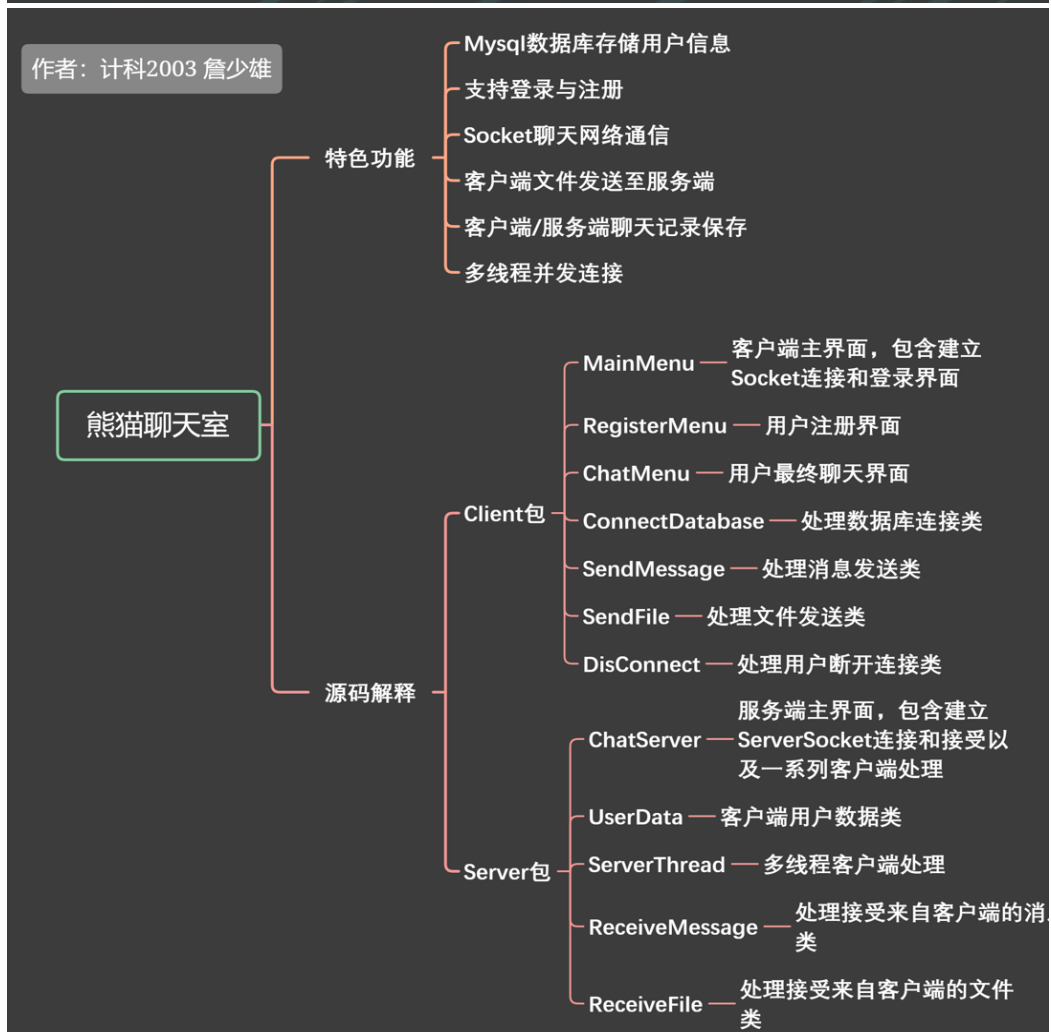 作者：计科2003 詹少雄
熊猫聊天室
特色功能
Mysql数据库存储用户信息
支持登录与注册
Socket聊天网络通信
客户端文件发送至服务端
客户端/服务端聊天记录保存
多线程并发连接
源码解释
Client包
MainMenu
客户端主界面，包含建立
Socket连接和登录界面
RegisterMenu
用户注册界面
ChatMenu
用户最终聊天界面
ConnectDatabase
处理数据库连接类
SendMessage
处理消息发送类
SendFile
处理文件发送类
DisConnect
处理用户断开连接类
Server包
ChatServer
服务端主界面，包含建立
ServerSocket连接和接受以
及一系列客户端处理
UserData
客户端用户数据类
ServerThread
多线程客户端处理
ReceiveMessage
处理接受来自客户端的消
类
ReceiveFile
处理接受来自客户端的文件
类